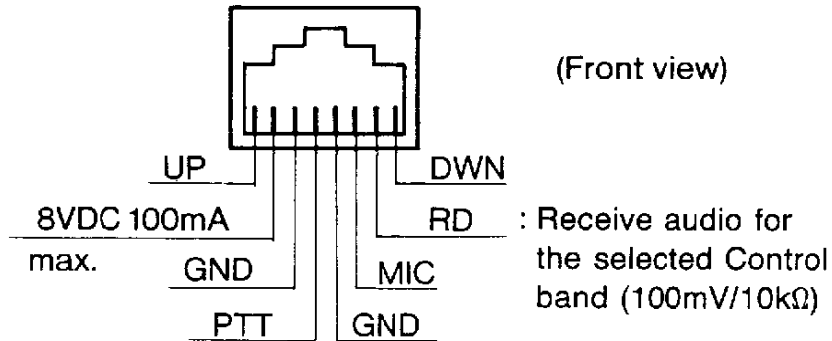 (Front view)
UP
DWN
8VDC 100mA
max.
RD : Receive audio for
the selected Control
band (100mV/10kΩ)
GND
MIC
PTT
GND